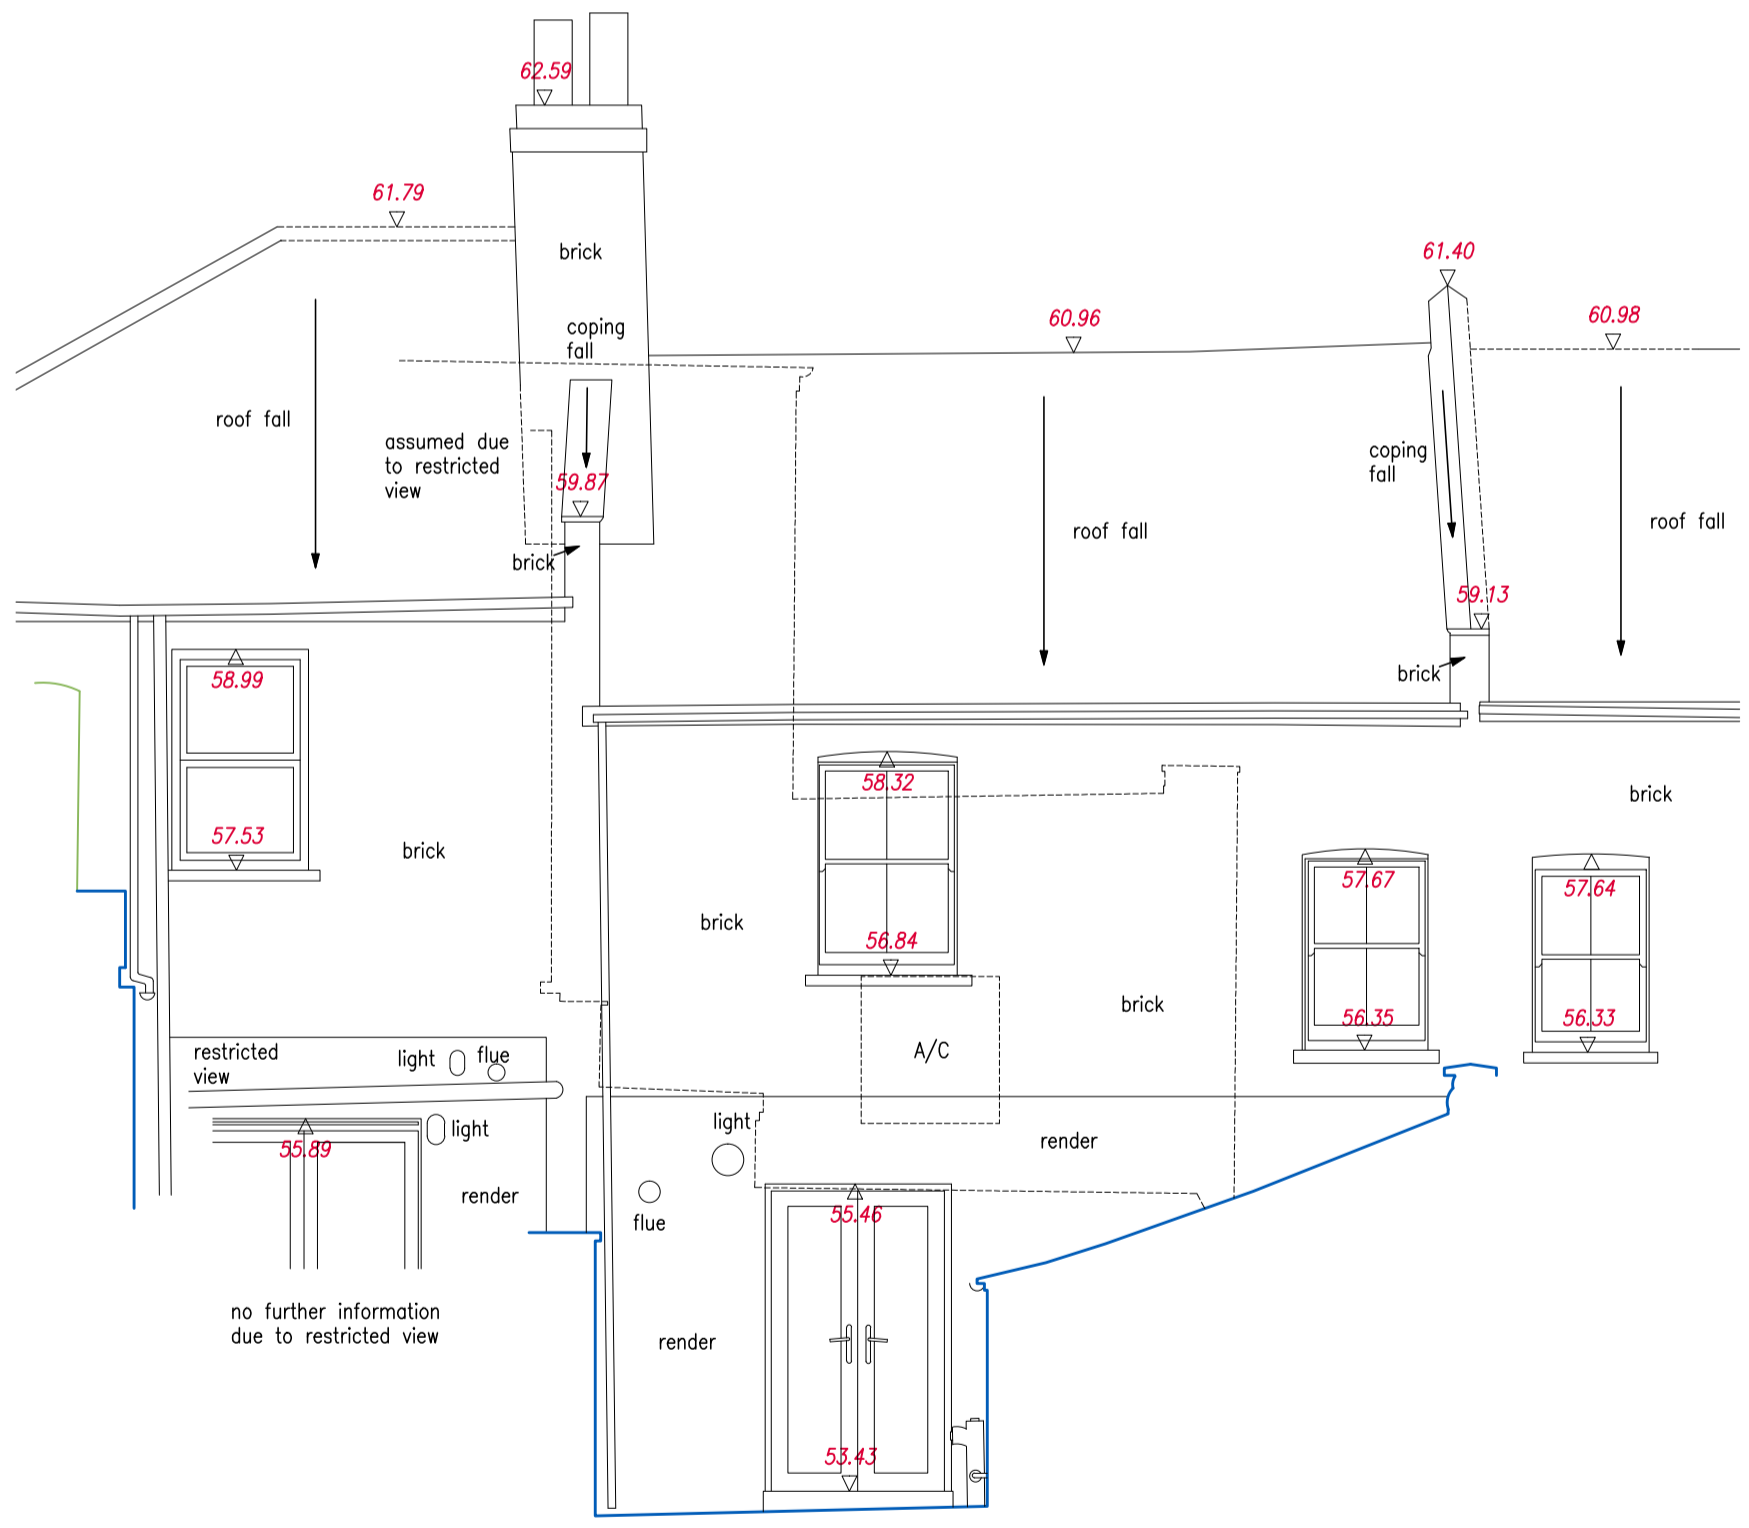 62.59
61.79
brick
61.40
60.98
60.96
coping
fall
roof fall
assumed due
to restricted
view
coping
fall
59.87
roof fall
roof fall
brick
59.13
brick
58.99
58.32
brick
57.53
brick
57.67
57.64
brick
56.84
brick
56.35
56.33
restricted
view
light
flue
A/C
light
light
render
55.89
render
flue
55.46
no further information
due to restricted view
render
53.43